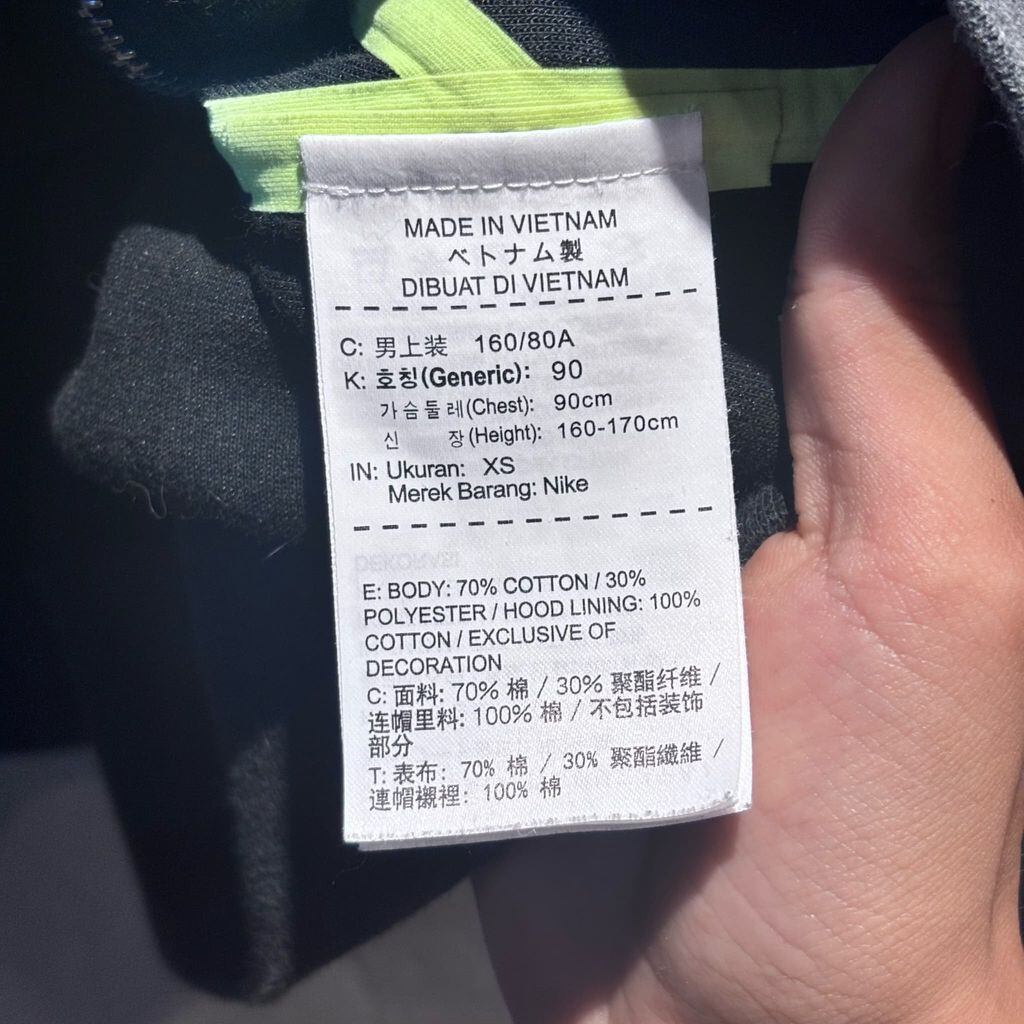 MADE IN VIETNAM
ベトナム製
DIBUAT DI VIETNAM
C: 男上装 160/80A
K: 호칭(Generic): 90
가슴둘레(Chest): 90cm
신 장(Height): 160-170cm
IN: Ukuran: XS
Merek Barang: Nike
E: BODY: 70% COTTON / 30%
POLYESTER / HOOD LINING: 100%
COTTON / EXCLUSIVE OF
DECORATION
C: 面料: 70% 棉 / 30% 聚酯纤维 /
连帽里料: 100% 棉 / 不包括装饰
部分
T: 表布: 70% 棉 / 30% 聚酯纖維 /
連帽襯裡: 100% 棉